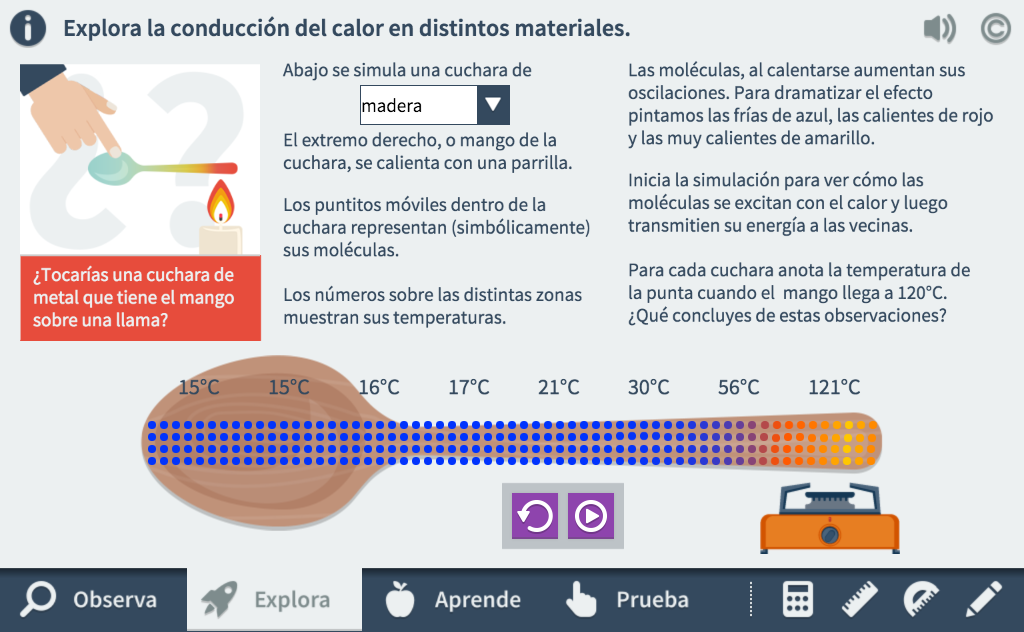 Explora la conducción del calor en distintos materiales.
¿Tocarías una cuchara de
metal que tiene el mango
sobre una llama?
Abajo se simula una cuchara de
madera
El extremo derecho, o mango de la
cuchara, se calienta con una parrilla.
Los puntitos móviles dentro de la
cuchara representan (simbólicamente)
sus moléculas.
Los números sobre las distintas zonas
muestran sus temperaturas.
Las moléculas, al calentarse aumentan sus
oscilaciones. Para dramatizar el efecto
pintamos las frías de azul, las calientes de rojo
y las muy calientes de amarillo.
Inicia la simulación para ver cómo las
moléculas se excitan con el calor y luego
transmitien su energía a las vecinas.
Para cada cuchara anota la temperatura de
la punta cuando el mango llega a 120°C.
¿Qué concluyes de estas observaciones?
15°C 15°C 16°C 17°C 21°C 30°C 56°C 121°C
Observa Explora Aprende Prueba